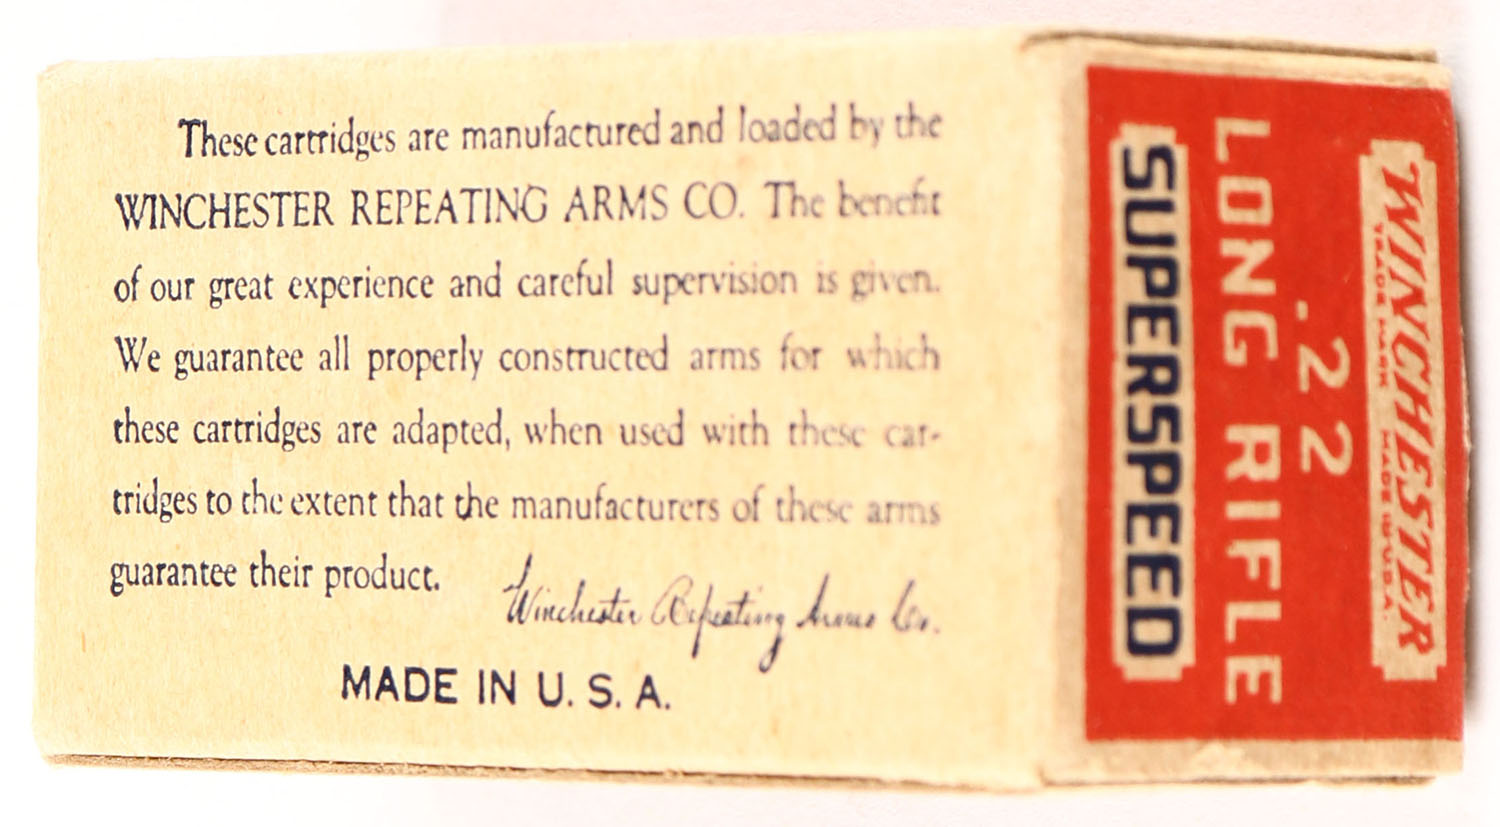 These cartridges are manufactured and loaded by the
WINCHESTER REPEATING ARMS CO. The benefit
of our great experience and careful supervision is given.
We guarantee all properly constructed arms for which
these cartridges are adapted, when used with these car-
tridges to the extent that the manufacturers of these arms
guarantee their product.
Winchester Repeating Arms Co.
MADE IN U. S. A.
WINCHESTER
TRADE MARK MADE IN U.S.A.
.22
LONG RIFLE
SUPERSPEED